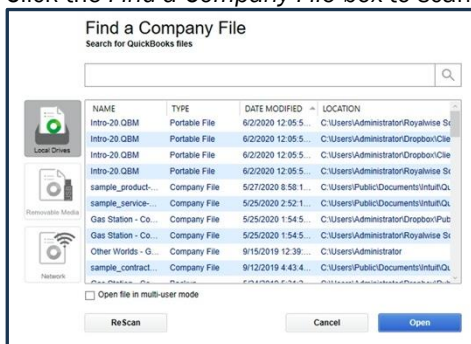 Click the Find a Company File box to scan
Find a Company File
Search for QuickBooks files
NAME TYPE DATE MODIFIED LOCATION
Intro-20.QBM Portable File 6/2/2020 12:05:5... C:\Users\Administrator\Royalwise So
Intro-20.QBM Portable File 6/2/2020 12:05:5... C:\Users\Administrator\Dropbox\Clie
Intro-20.QBM Portable File 6/2/2020 12:05:5... C:\Users\Administrator\Dropbox\Clie
Intro-20.QBM Portable File 6/2/2020 12:05:5... C:\Users\Administrator\Royalwise So
sample_product-... Company File 5/27/2020 8:58:1... C:\Users\Public\Documents\Intuit\Qu
sample_service-... Company File 5/25/2020 2:52:1... C:\Users\Public\Documents\Intuit\Qu
Gas Station - Co... Company File 5/25/2020 1:54:5... C:\Users\Administrator\Dropbox\Pub
Gas Station - Co... Company File 5/25/2020 1:54:5... C:\Users\Administrator\Royalwise So
Other Worlds - G... Company File 9/15/2019 12:39:... C:\Users\Administrator
sample_contract... Company File 9/12/2019 4:43:4... C:\Users\Public\Documents\Intuit\Qu
Local Drives
Removable Media
Network
Open file in multi-user mode
ReScan Cancel Open